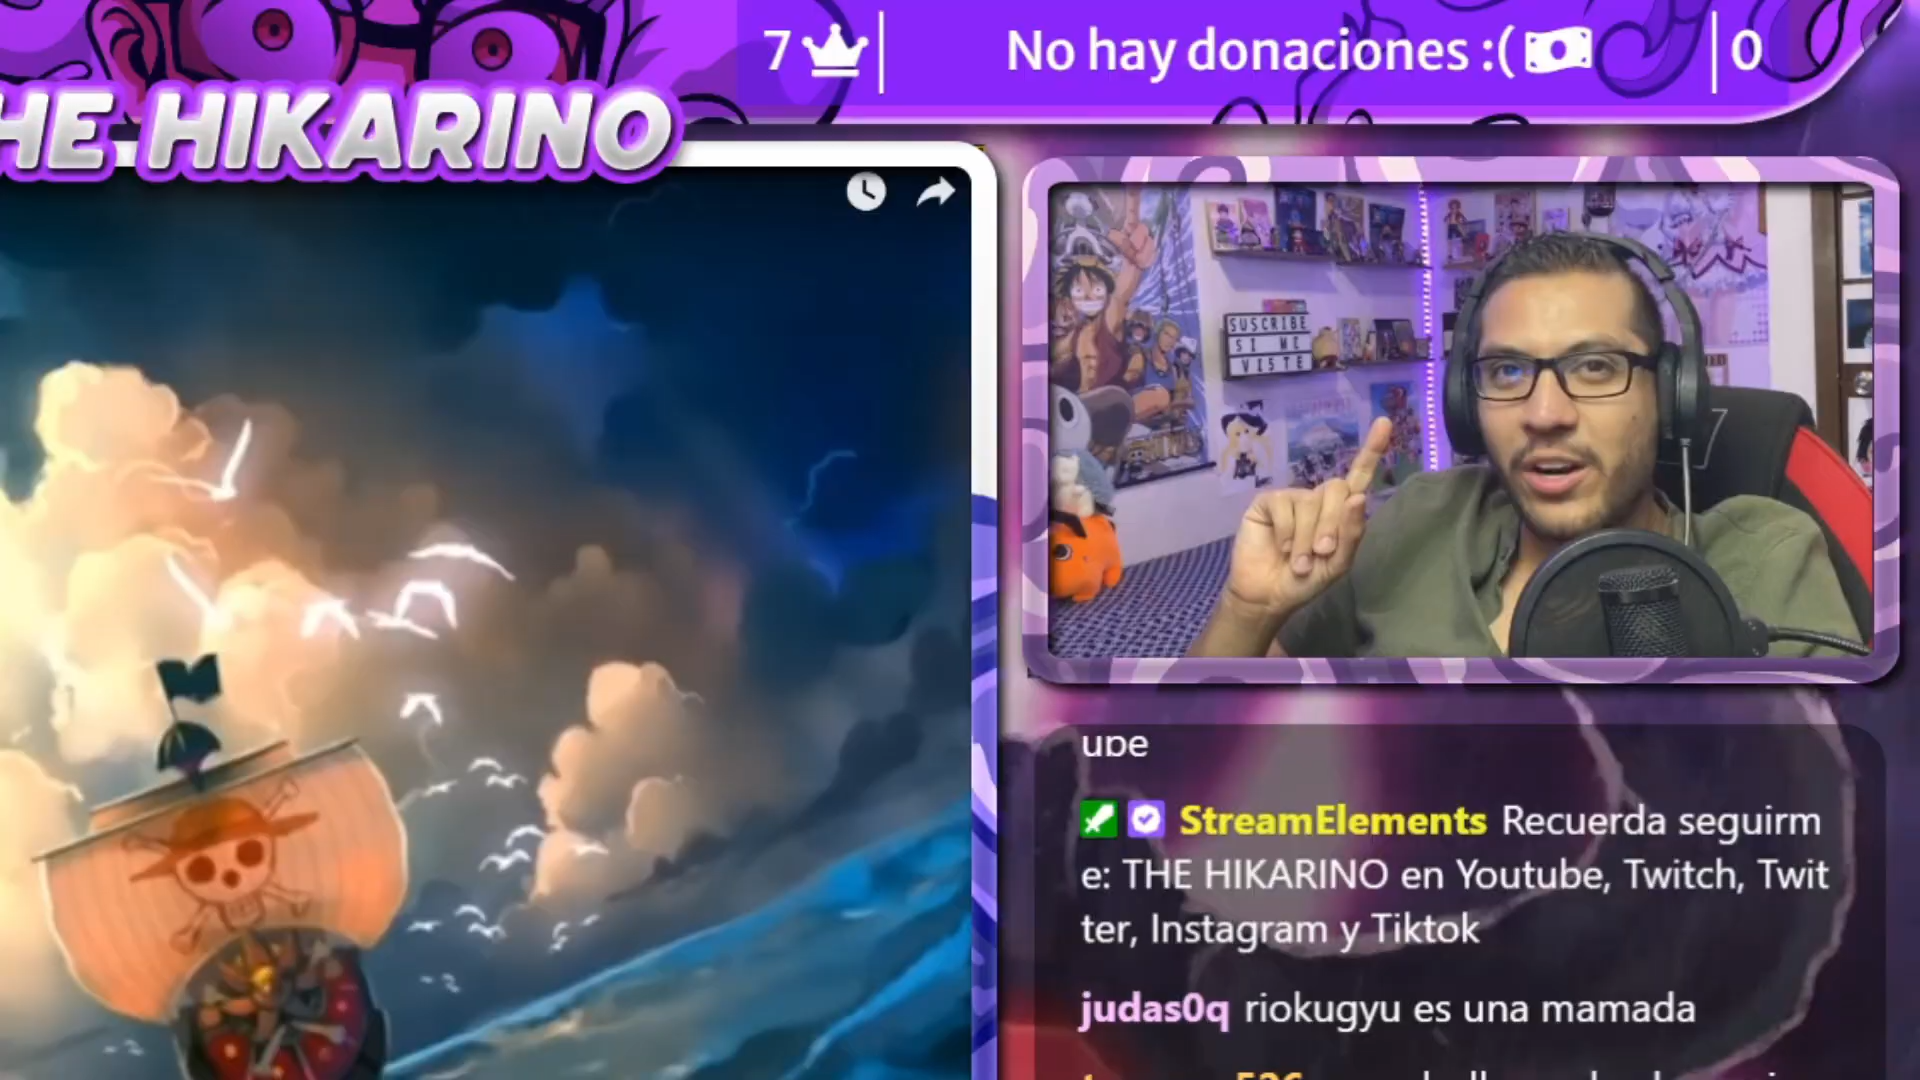 7
No hay donaciones :(
0
HE HIKARINO
SUSCRIBE
SI ME
VISTE
ube
StreamElements Recuerda seguirm
e: THE HIKARINO en Youtube, Twitch, Twit
ter, Instagram y Tiktok
judas0q riokugyu es una mamada